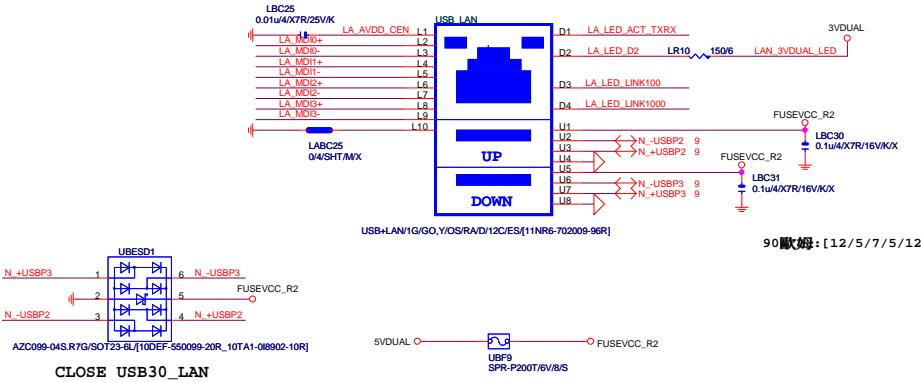 LBC25
0.01u/4/X7R/25V/K
USB_LAN
LA_AVDD_CEN L1
LA_MDI0+ L2
LA_MDI0- L3
LA_MDI1+ L4
LA_MDI1- L5
LA_MDI2+ L6
LA_MDI2- L7
LA_MDI3+ L8
LA_MDI3- L9
L10
LABC25
0/4/SHT/M/X
D1 LA_LED_ACT_TXRX
D2 LA_LED_D2
LR10 150/6
LAN_3VDUAL_LED
3VDUAL
D3 LA_LED_LINK100
D4 LA_LED_LINK1000
UP
DOWN
U1
U2 N_-USBP2 9
U3 N_+USBP2 9
U4
U5
U6 N_-USBP3 9
U7 N_+USBP3 9
U8
FUSEVCC_R2
LBC30
0.1u/4/X7R/16V/K/X
FUSEVCC_R2
LBC31
0.1u/4/X7R/16V/K/X
USB+LAN/1G/GO,Y/OS/RA/D/12C/ES/[11NR6-702009-96R]
90歐姆:[12/5/7/5/12
UBESD1
N_+USBP3 1
2
N_-USBP2 3
6 N_-USBP3
5 FUSEVCC_R2
4 N_+USBP2
AZC099-04S.R7G/SOT23-6L/[10DEF-550099-20R_10TA1-0I8902-10R]
CLOSE USB30_LAN
5VDUAL
UBF9
SPR-P200T/6V/8/S
FUSEVCC_R2